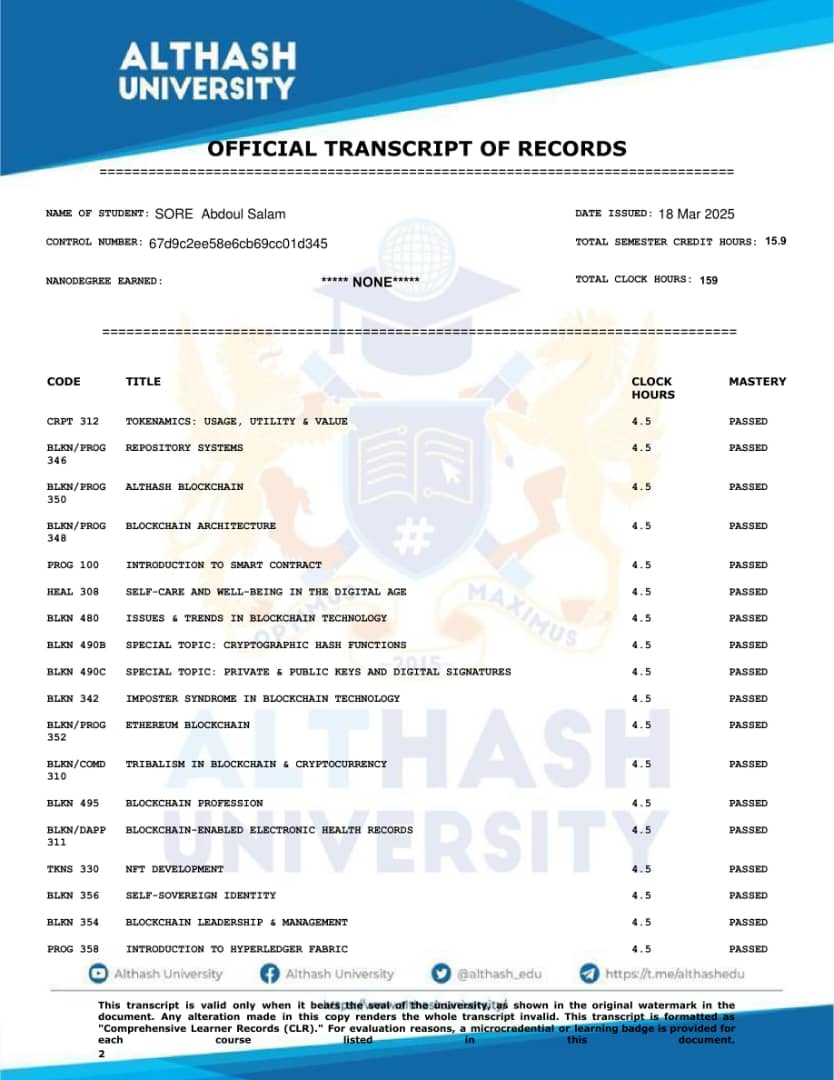 ALTHASH
UNIVERSITY
OFFICIAL TRANSCRIPT OF RECORDS
==============================================================================
NAME OF STUDENT: SORE Abdoul Salam
DATE ISSUED: 18 Mar 2025
CONTROL NUMBER: 67d9c2ee58e6cb69cc01d345
TOTAL SEMESTER CREDIT HOURS: 15.9
NANODEGREE EARNED: ***** NONE*****
TOTAL CLOCK HOURS: 159
==============================================================================
CODE TITLE CLOCK HOURS MASTERY
CRPT 312 TOKENAMICS: USAGE, UTILITY & VALUE 4.5 PASSED
BLKN/PROG 346 REPOSITORY SYSTEMS 4.5 PASSED
BLKN/PROG 350 ALTHASH BLOCKCHAIN 4.5 PASSED
BLKN/PROG 348 BLOCKCHAIN ARCHITECTURE 4.5 PASSED
PROG 100 INTRODUCTION TO SMART CONTRACT 4.5 PASSED
HEAL 308 SELF-CARE AND WELL-BEING IN THE DIGITAL AGE 4.5 PASSED
BLKN 480 ISSUES & TRENDS IN BLOCKCHAIN TECHNOLOGY 4.5 PASSED
BLKN 490B SPECIAL TOPIC: CRYPTOGRAPHIC HASH FUNCTIONS 4.5 PASSED
BLKN 490C SPECIAL TOPIC: PRIVATE & PUBLIC KEYS AND DIGITAL SIGNATURES 4.5 PASSED
BLKN 342 IMPOSTER SYNDROME IN BLOCKCHAIN TECHNOLOGY 4.5 PASSED
BLKN/PROG 352 ETHEREUM BLOCKCHAIN 4.5 PASSED
BLKN/COMD 310 TRIBALISM IN BLOCKCHAIN & CRYPTOCURRENCY 4.5 PASSED
BLKN 495 BLOCKCHAIN PROFESSION 4.5 PASSED
BLKN/DAPP 311 BLOCKCHAIN-ENABLED ELECTRONIC HEALTH RECORDS 4.5 PASSED
TKNS 330 NFT DEVELOPMENT 4.5 PASSED
BLKN 356 SELF-SOVEREIGN IDENTITY 4.5 PASSED
BLKN 354 BLOCKCHAIN LEADERSHIP & MANAGEMENT 4.5 PASSED
PROG 358 INTRODUCTION TO HYPERLEDGER FABRIC 4.5 PASSED
OPTIMUS MAXIMUS
-2015-
ALTHASH
UNIVERSITY
Althash University Althash University @althash_edu https://t.me/althashedu
This transcript is valid only when it bears the seal of the university, as shown in the original watermark in the
document. Any alteration made in this copy renders the whole transcript invalid. This transcript is formatted as
"Comprehensive Learner Records (CLR)." For evaluation reasons, a microcredential or learning badge is provided for
each course listed in this document.
2